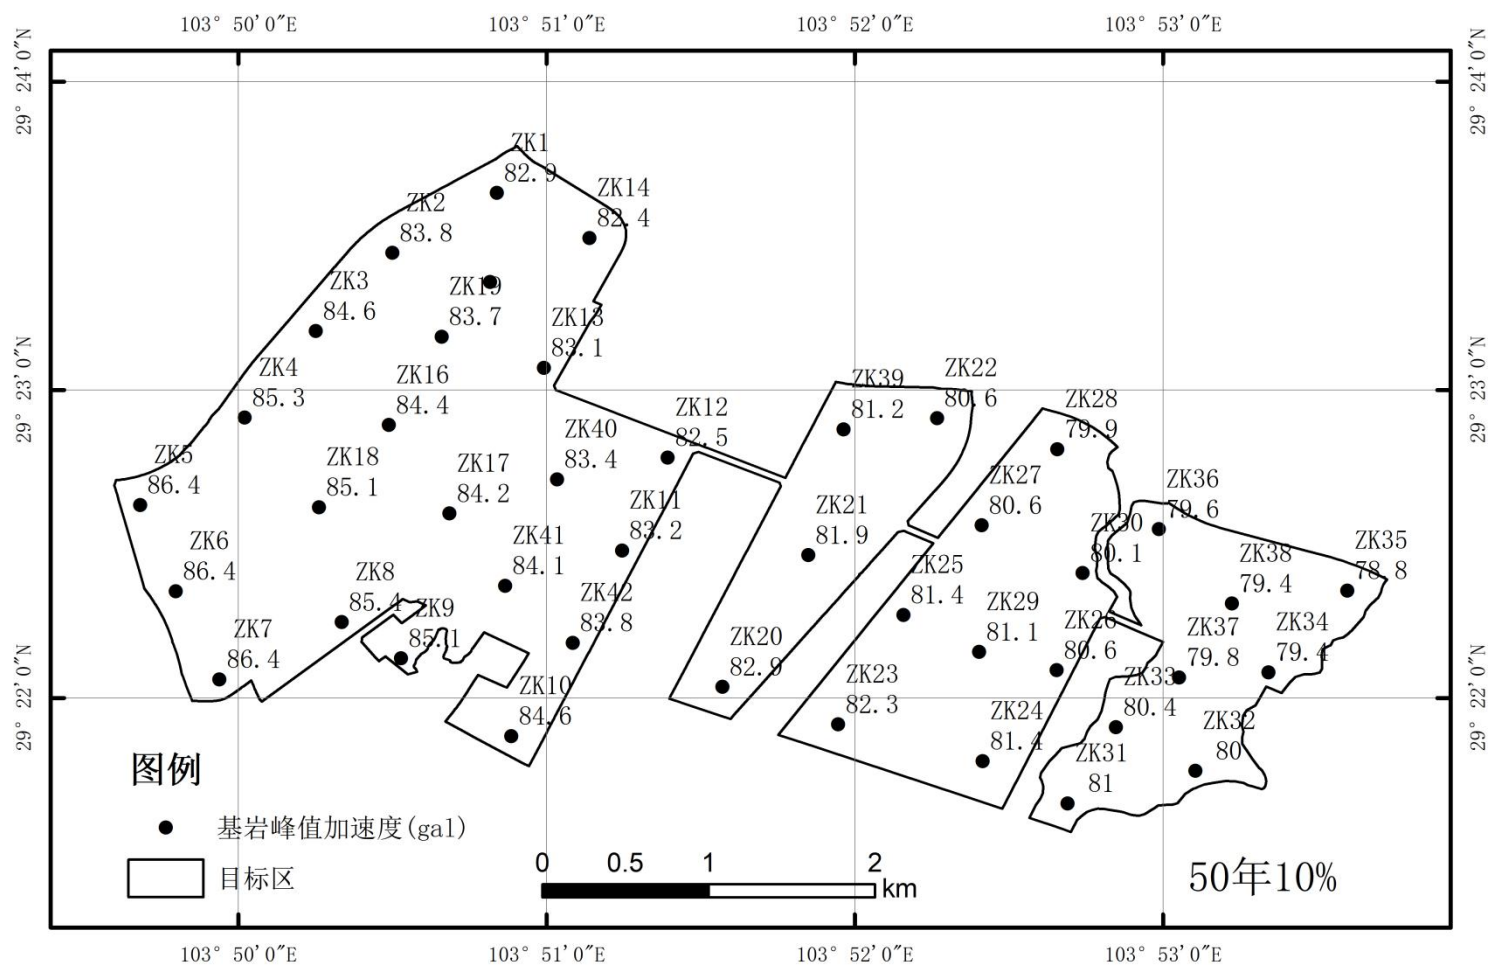 103° 50′0″E
103° 51′0″E
103° 52′0″E
103° 53′0″E
29° 24′0″N
29° 24′0″N
ZK1
82.9
ZK14
82.4
ZK2
83.8
ZK3
84.6
ZK19
83.7
ZK13
83.1
ZK4
85.3
ZK16
84.4
29° 23′0″N
29° 23′0″N
ZK39
81.2
ZK22
80.6
ZK28
79.9
ZK12
82.5
ZK40
83.4
ZK5
86.4
ZK18
85.1
ZK17
84.2
ZK11
83.2
ZK21
81.9
ZK27
80.6
ZK36
79.6
ZK30
80.1
ZK6
86.4
ZK41
84.1
ZK25
81.4
ZK38
79.4
ZK35
78.8
ZK8
85.4
ZK9
85.1
ZK42
83.8
ZK29
81.1
ZK26
80.6
ZK37
79.8
ZK34
79.4
ZK7
86.4
ZK20
82.9
ZK10
84.6
ZK23
82.3
ZK33
80.4
ZK24
81.4
ZK32
80
ZK31
81
29° 22′0″N
29° 22′0″N
图例
基岩峰值加速度(gal)
目标区
0 0.5 1 2
km
50年10%
103° 50′0″E
103° 51′0″E
103° 52′0″E
103° 53′0″E